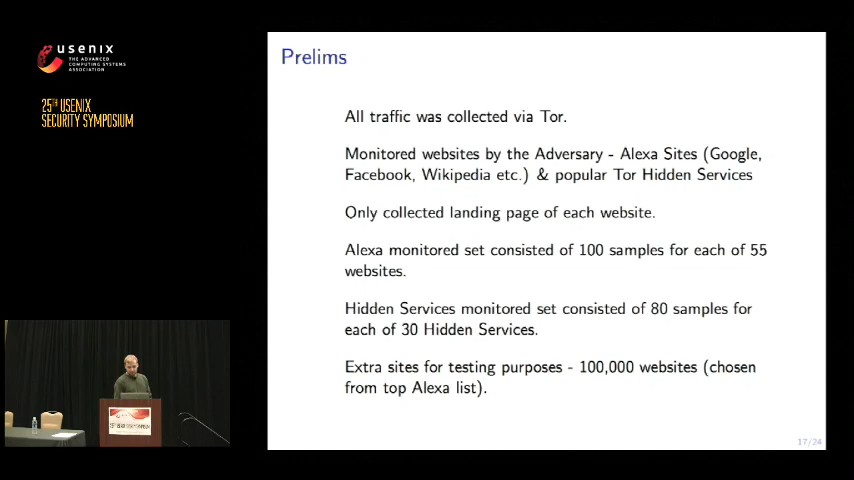 usenix
THE ADVANCED
COMPUTING SYSTEMS
ASSOCIATION
25TH USENIX
SECURITY SYMPOSIUM
Prelims
All traffic was collected via Tor.
Monitored websites by the Adversary - Alexa Sites (Google,
Facebook, Wikipedia etc.) & popular Tor Hidden Services
Only collected landing page of each website.
Alexa monitored set consisted of 100 samples for each of 55
websites.
Hidden Services monitored set consisted of 80 samples for
each of 30 Hidden Services.
Extra sites for testing purposes - 100,000 websites (chosen
from top Alexa list).
17/24